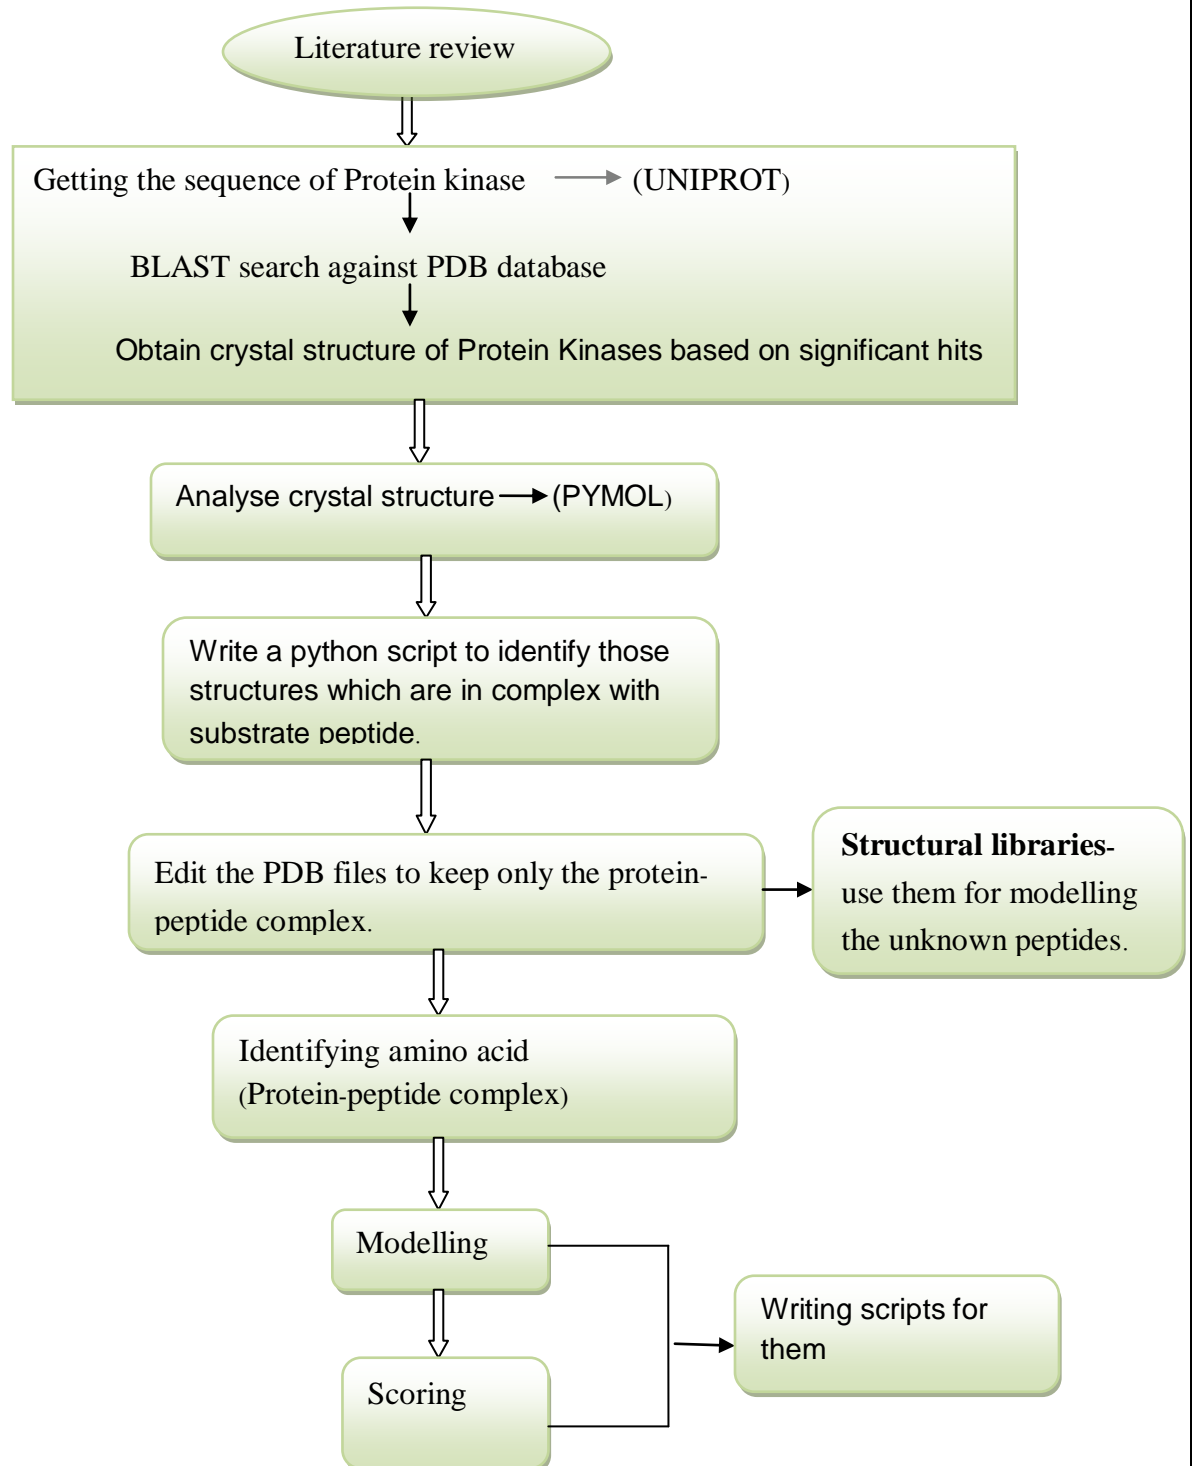 Literature review
Getting the sequence of Protein kinase (UNIPROT)
BLAST search against PDB database
Obtain crystal structure of Protein Kinases based on significant hits
Analyse crystal structure (PYMOL)
Write a python script to identify those
structures which are in complex with
substrate peptide.
Edit the PDB files to keep only the protein-
peptide complex.
Structural libraries-
use them for modelling
the unknown peptides.
Identifying amino acid
(Protein-peptide complex)
Modelling
Writing scripts for
them
Scoring